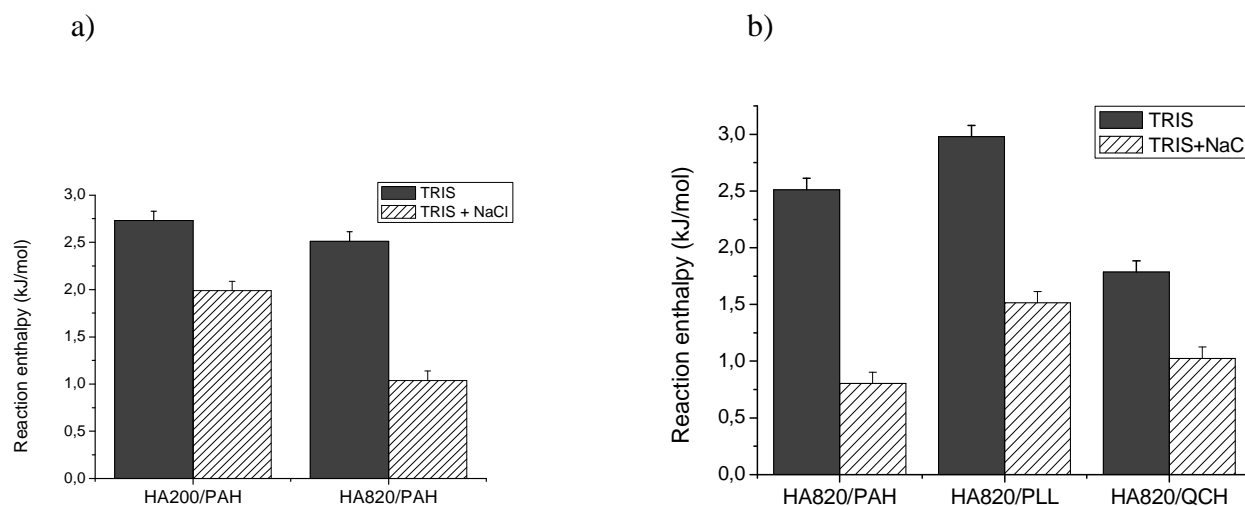 a)
TRIS
TRIS + NaCl
Reaction enthalpy (kJ/mol)
3,0
2,5
2,0
1,5
1,0
0,5
0,0
HA200/PAH
HA820/PAH
b)
TRIS
TRIS+NaC
Reaction enthalpy (kJ/mol)
3,0
2,5
2,0
1,5
1,0
0,5
0,0
HA820/PAH
HA820/PLL
HA820/QCH